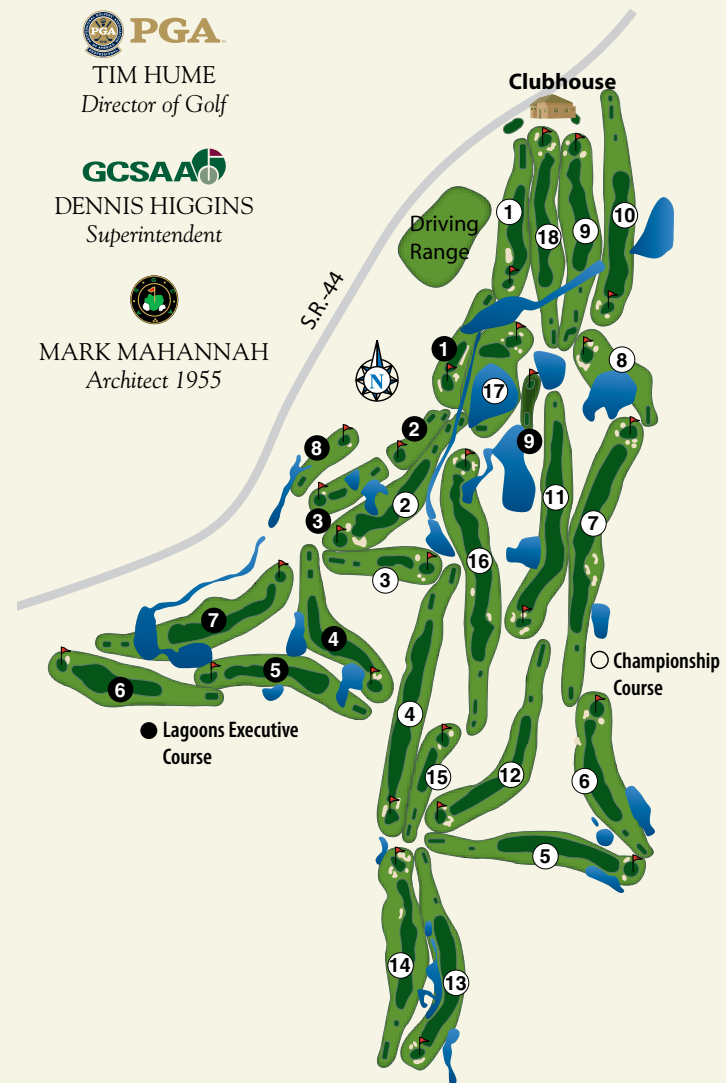 PGA
PGA
TIM HUME
Director of Golf
GCSAA
DENNIS HIGGINS
Superintendent
MARK MAHANNAH
Architect 1955
Clubhouse
Driving
Range
S.R.-44
N
1
18
9
10
8
1
17
9
2
8
3
2
11
7
16
3
7
4
5
6
4
15
12
6
5
14
13
Championship
Course
Lagoons Executive
Course